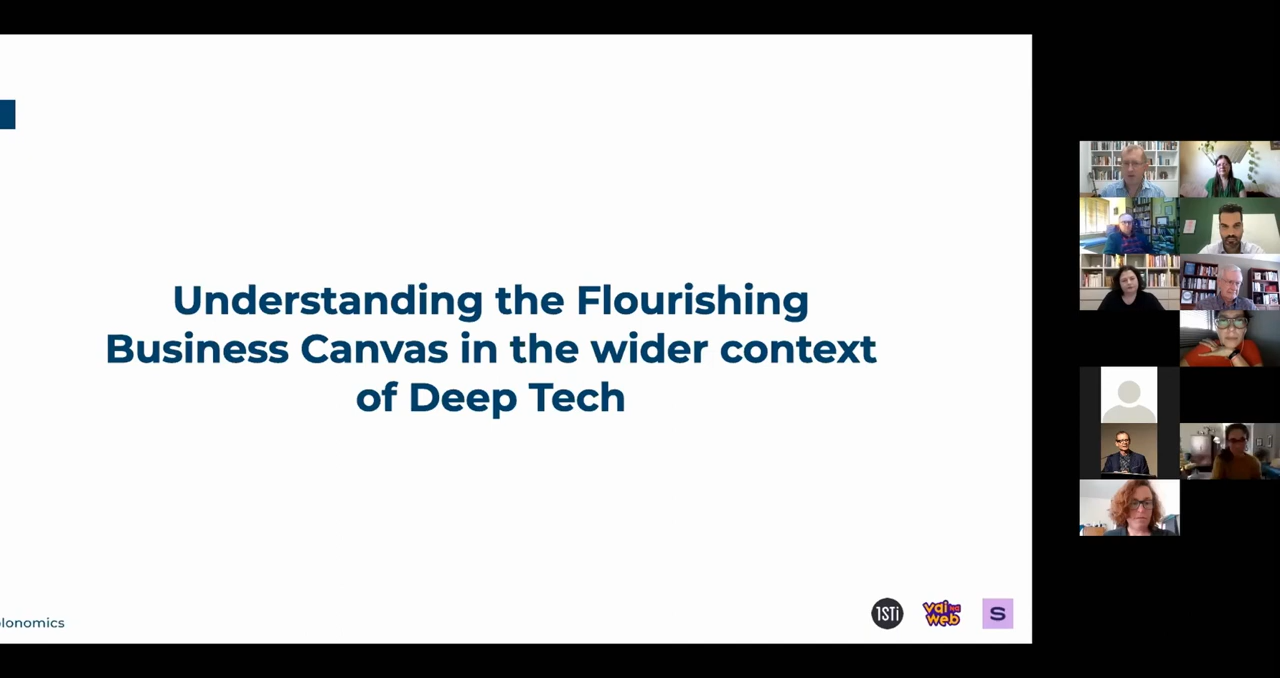 Understanding the Flourishing
Business Canvas in the wider context
of Deep Tech
olonomics
1STi
vai na
web
S